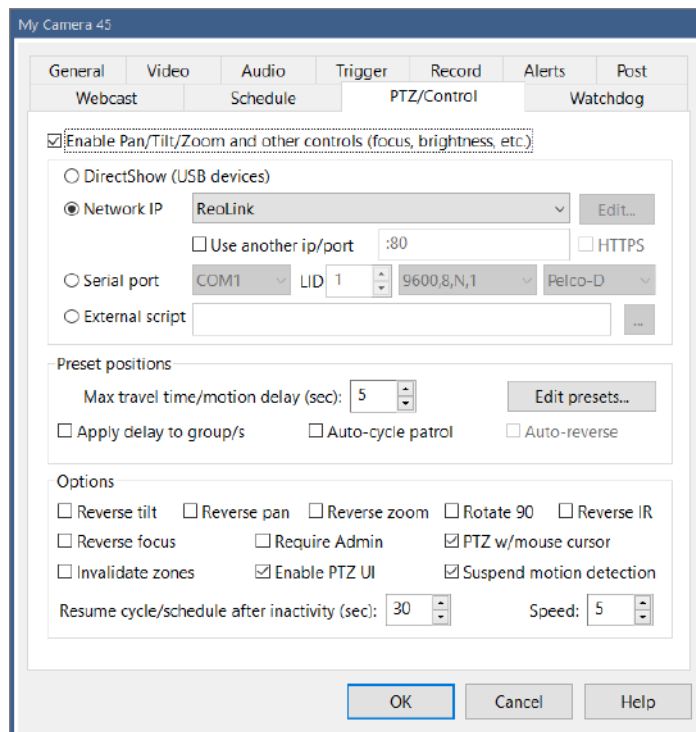 My Camera 45
General Video Audio Trigger Record Alerts Post
Webcast Schedule PTZ/Control Watchdog
Enable Pan/Tilt/Zoom and other controls (focus, brightness, etc.)
DirectShow (USB devices)
Network IP ReoLink Edit...
Use another ip/port :80 HTTPS
Serial port COM1 LID 1 9600,8,N,1 Pelco-D
External script ...
Preset positions
Max travel time/motion delay (sec): 5 Edit presets...
Apply delay to group/s Auto-cycle patrol Auto-reverse
Options
Reverse tilt Reverse pan Reverse zoom Rotate 90 Reverse IR
Reverse focus Require Admin PTZ w/mouse cursor
Invalidate zones Enable PTZ UI Suspend motion detection
Resume cycle/schedule after inactivity (sec): 30 Speed: 5
OK Cancel Help